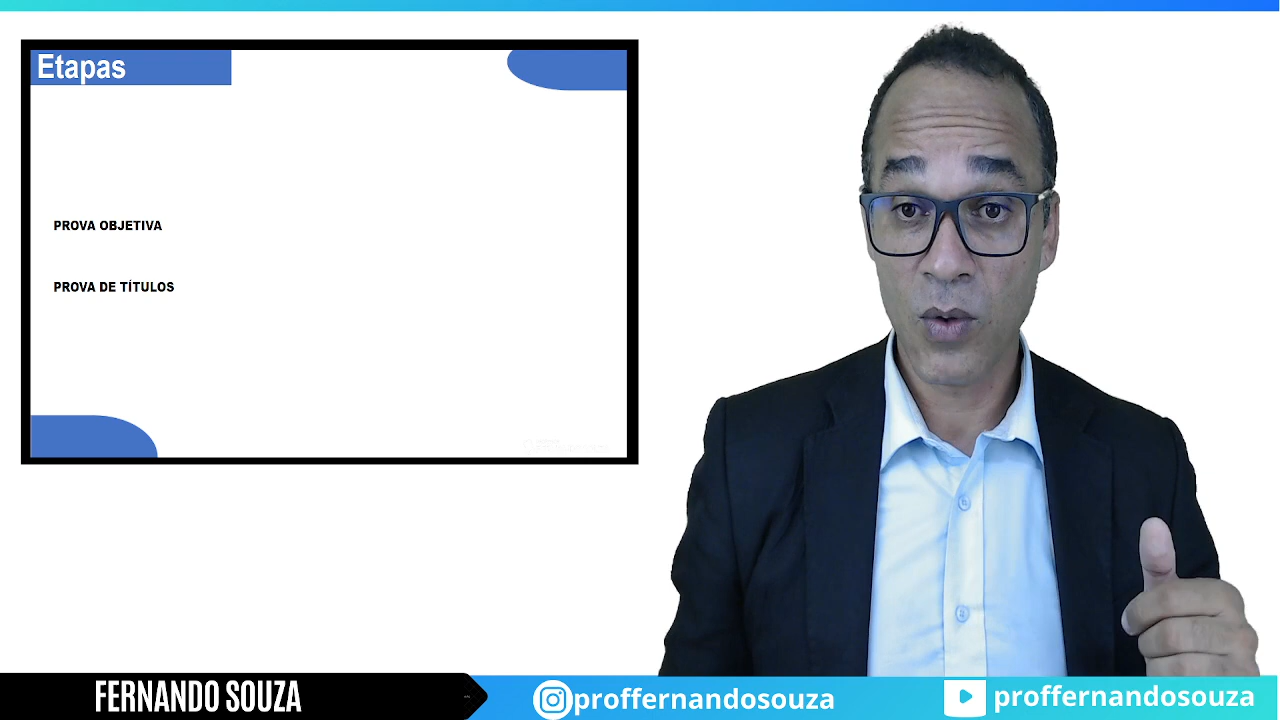 Etapas
PROVA OBJETIVA
PROVA DE TÍTULOS
FERNANDO SOUZA
proffernandosouza
proffernandosouza